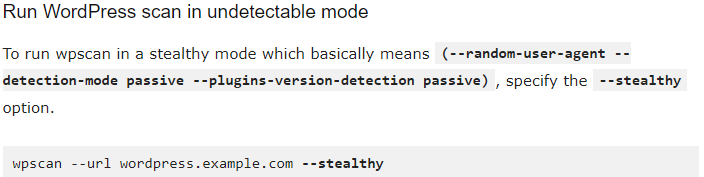 Run WordPress scan in undetectable mode
To run wpscan in a stealthy mode which basically means (--random-user-agent --
detection-mode passive --plugins-version-detection passive) , specify the --stealthy
option.
wpscan --url wordpress.example.com --stealthy